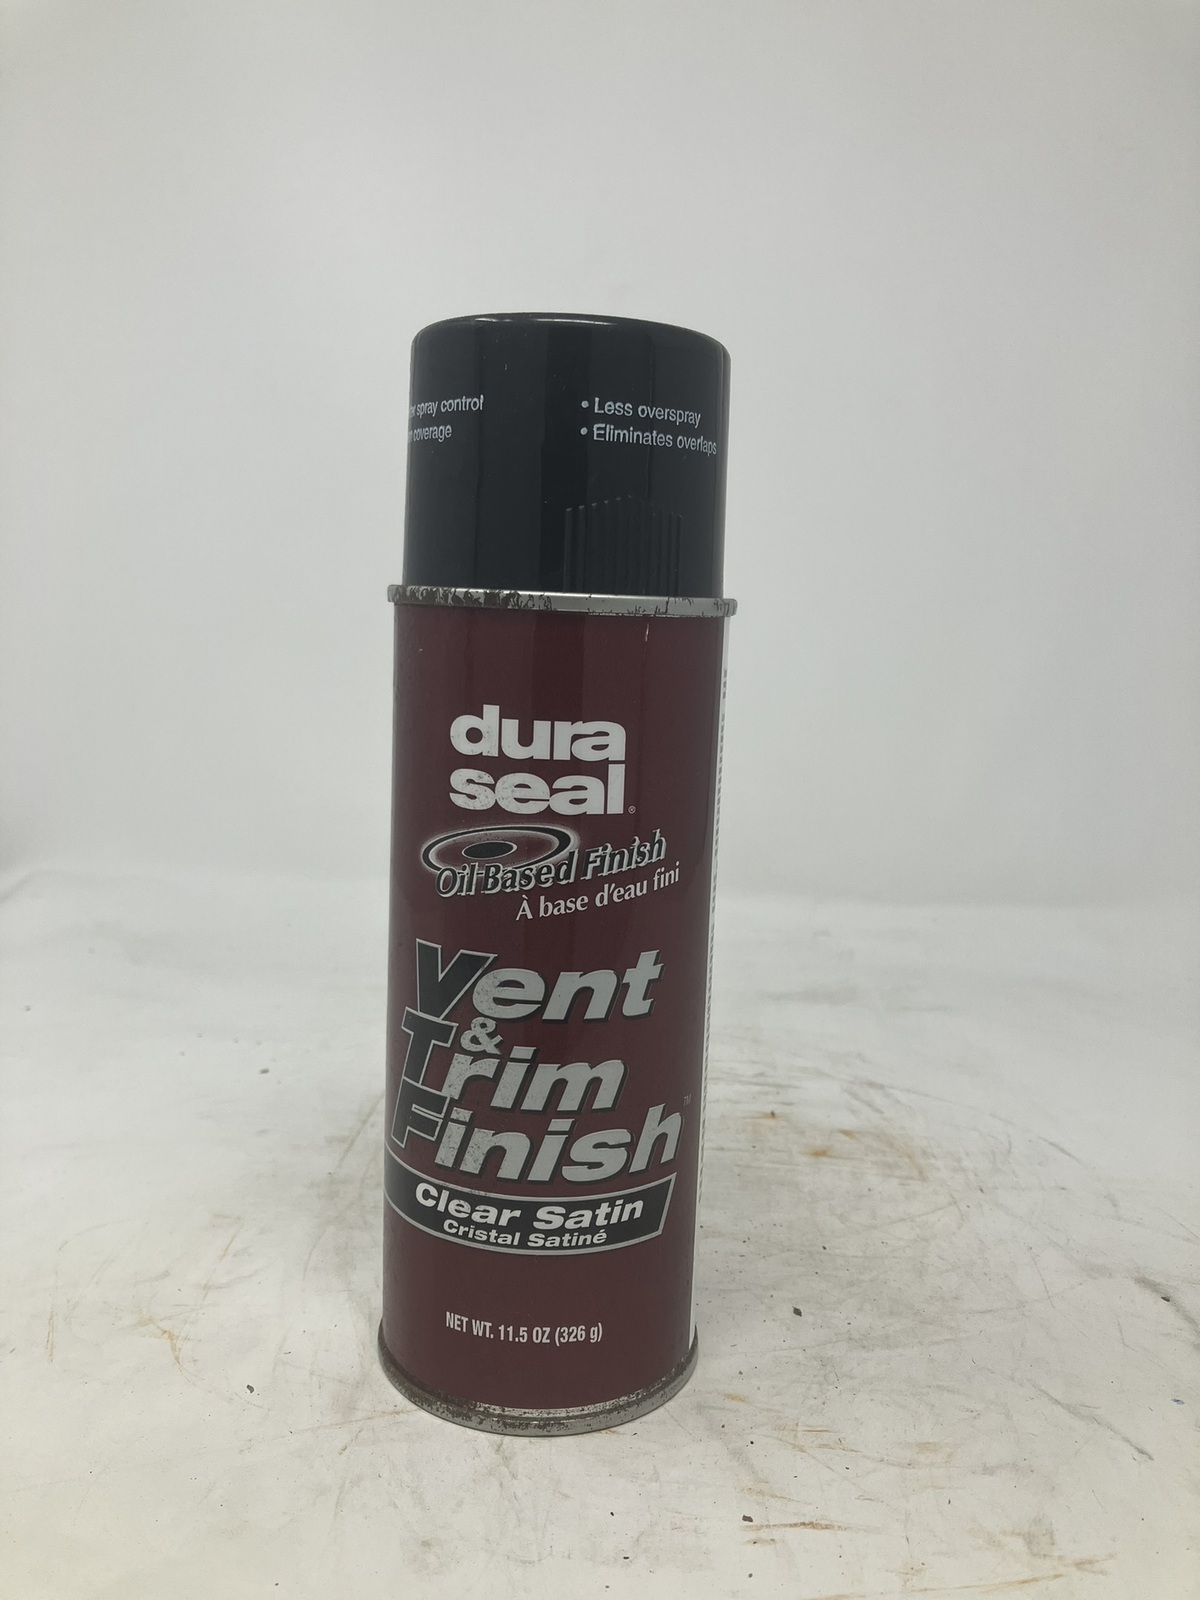 spray control
coverage
• Less overspray
• Eliminates overlaps
dura
seal®
Oil Based Finish
À base d'eau fini
Vent
&
Trim
Finish™
Clear Satin
Cristal Satiné
NET WT. 11.5 OZ (326 g)